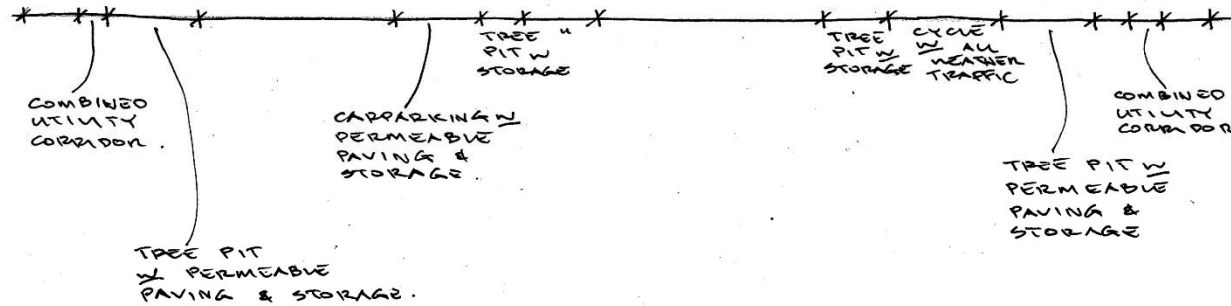 TREE "
PIT W
STORAGE
TREE
PIT W
STORAGE
CYCLE
W ALL
WEATHER
TRAFFIC
COMBINED
UTILITY
CORRIDOR.
CARPARKING W
PERMEABLE
PAVING &
STORAGE.
COMBINED
UTILITY
CORRIDOR
TREE PIT W
PERMEABLE
PAVING &
STORAGE
TREE PIT
W PERMEABLE
PAVING & STORAGE.